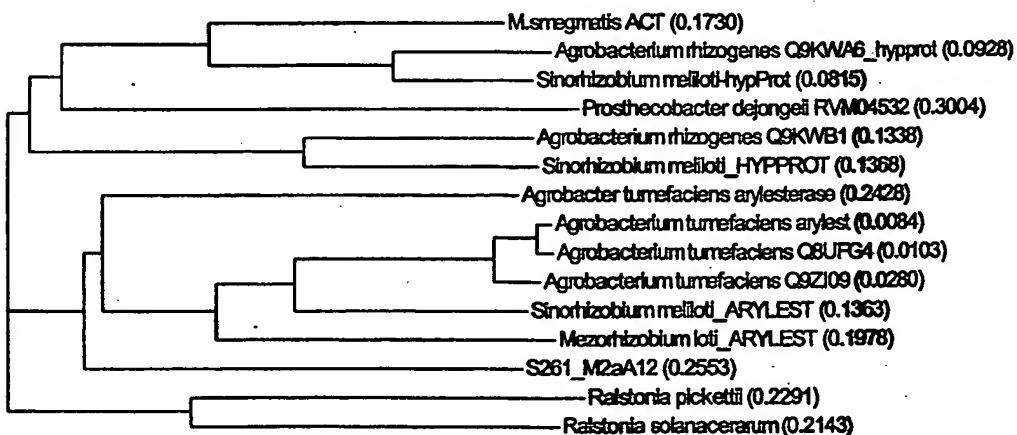 M.smegmatis ACT (0.1730)
Agrobacterium rhizogenes Q9KWA6_hypprot (0.0928)
Sinorhizobium meliloti-hypProt (0.0815)
Prosthecobacter dejongeii RVM04532 (0.3004)
Agrobacterium rhizogenes Q9KWB1 (0.1338)
Sinorhizobium meliloti_HYPPROT (0.1368)
Agrobacter tumefaciens arylesterase (0.2428)
Agrobacterium tumefaciens arylest (0.0084)
Agrobacterium tumefaciens Q8UFG4 (0.0103)
Agrobacterium tumefaciens Q9ZI09 (0.0280)
Sinorhizobium meliloti_ARYLEST (0.1363)
Mezorhizobium loti_ARYLEST (0.1978)
S261_M2aA12 (0.2553)
Ralstonia pickettii (0.2291)
Ralstonia solanacerarum (0.2143)